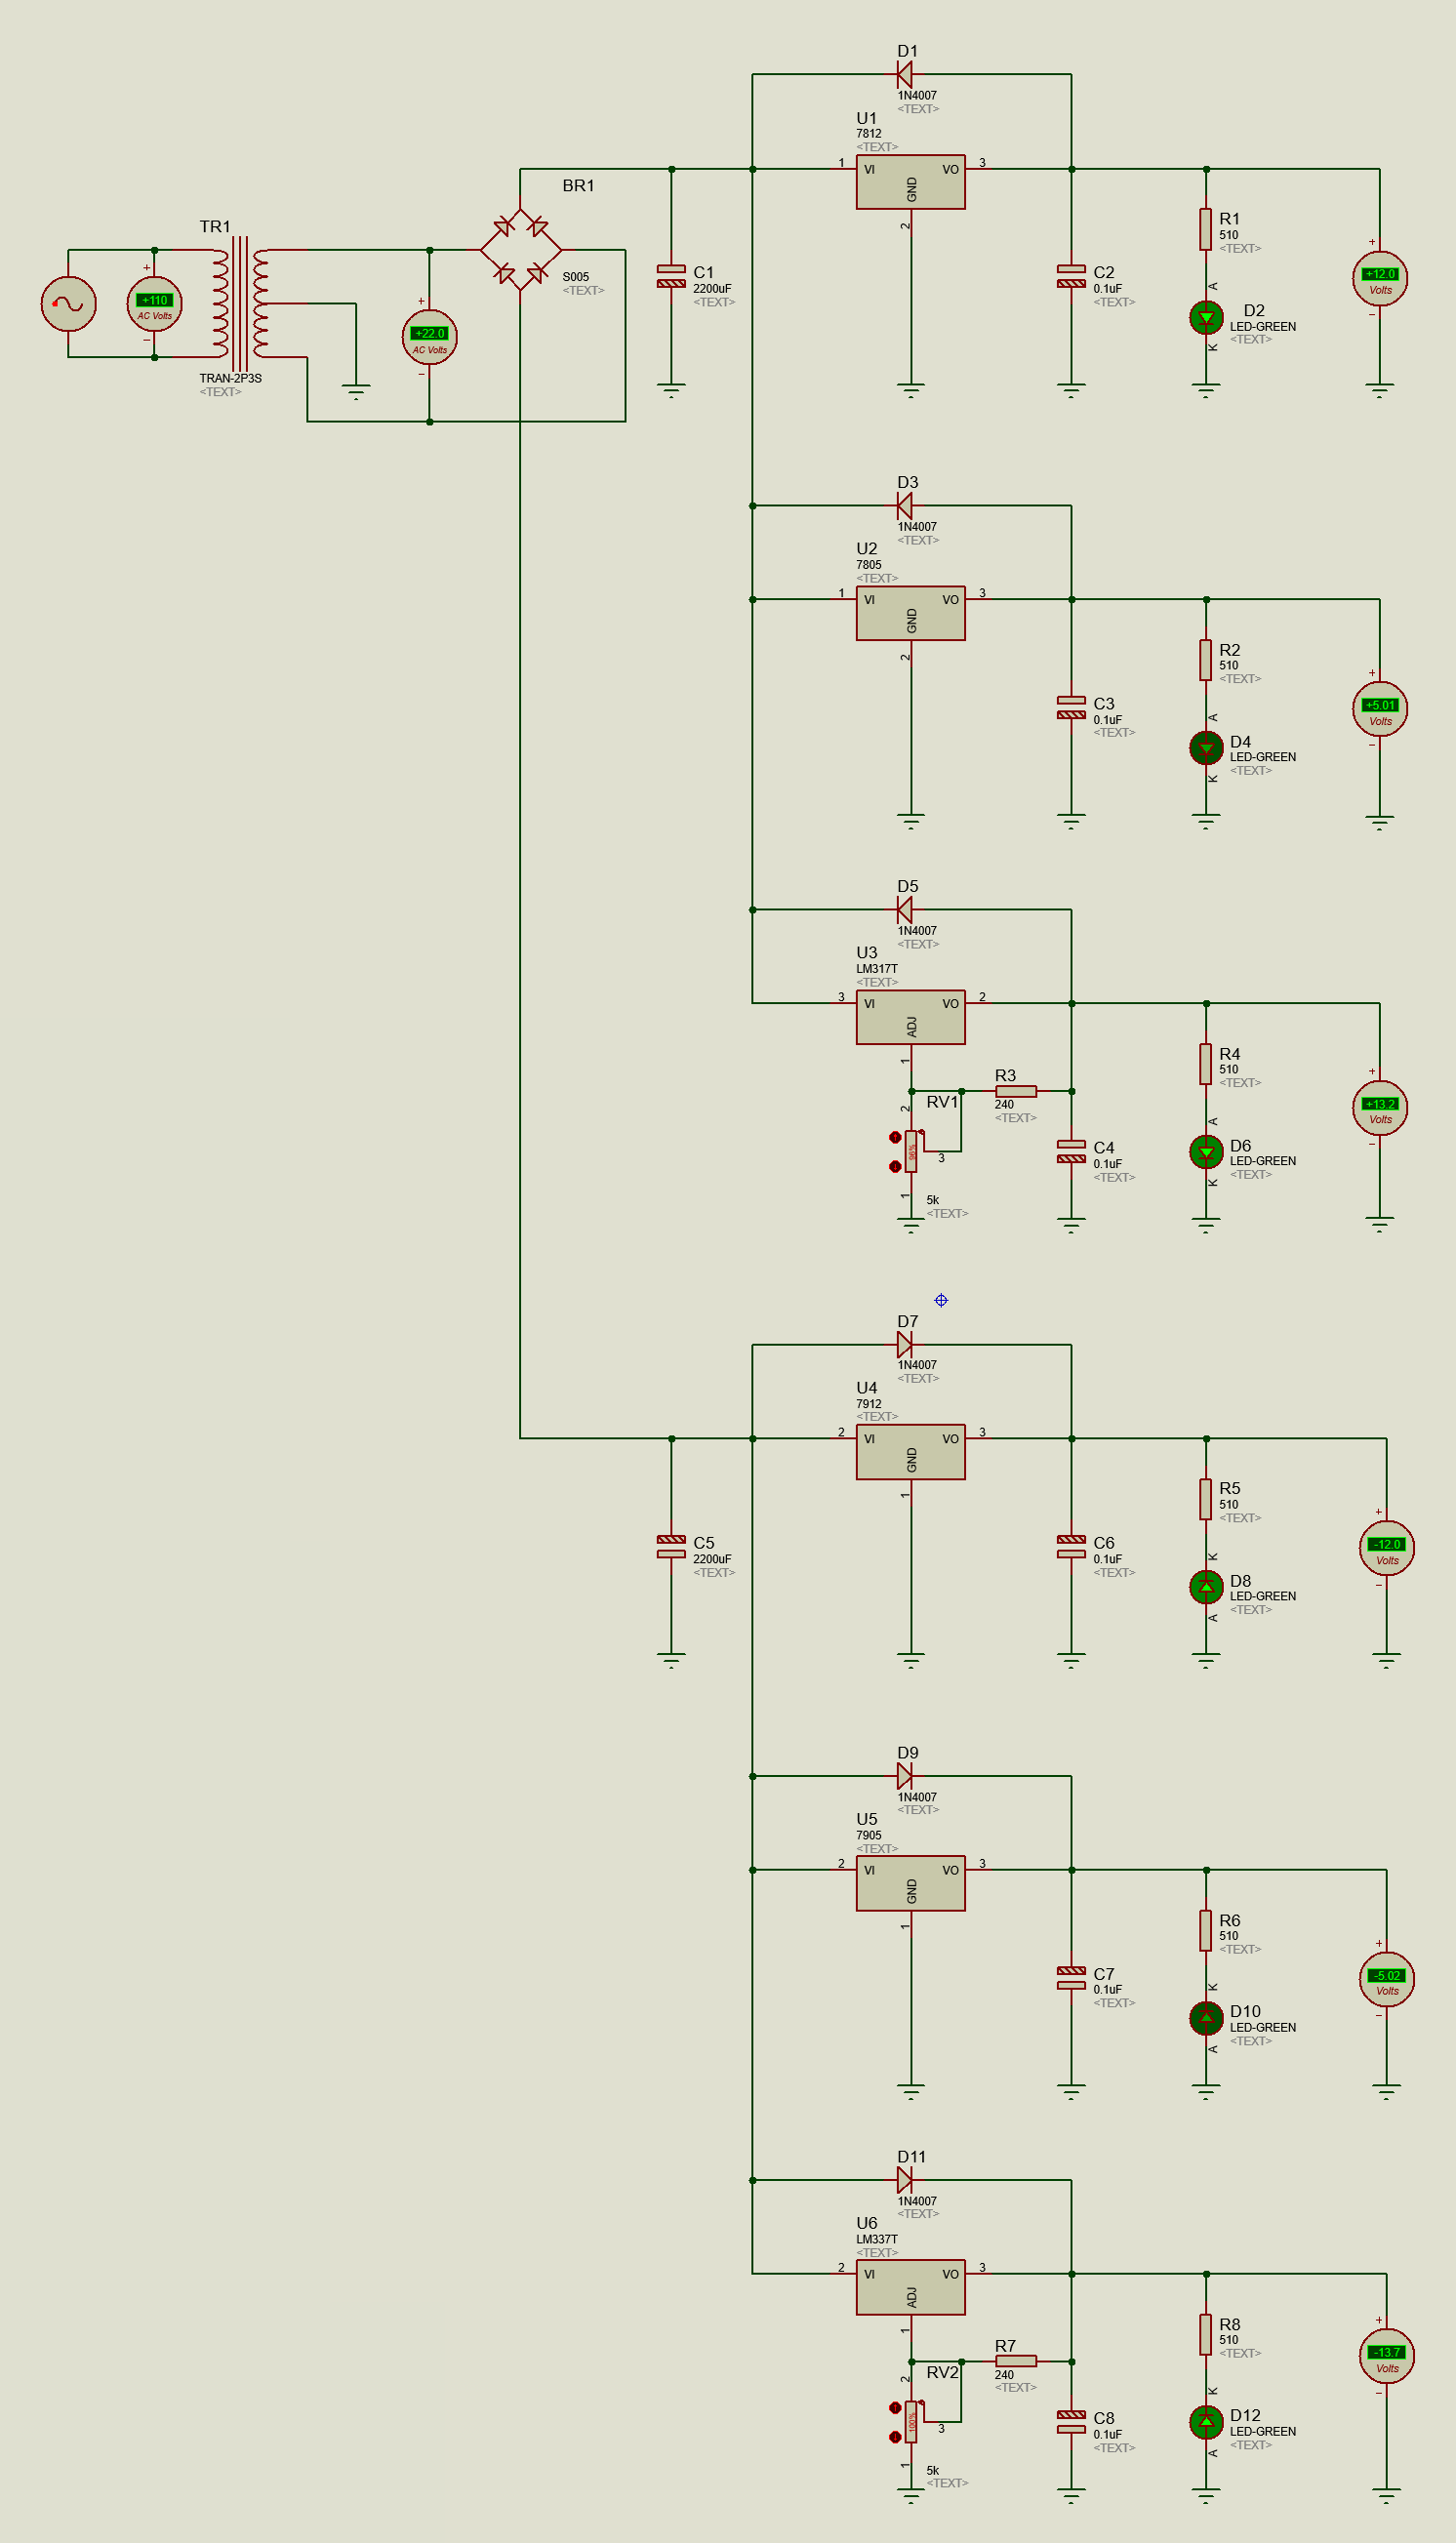 D1
1N4007
<TEXT>
U1
7812
<TEXT>
1
VI
VO
3
GND
2
BR1
S005
<TEXT>
TR1
TRAN-2P3S
<TEXT>
+
+110
AC Volts
−
+
+22.0
AC Volts
−
C1
2200uF
<TEXT>
C2
0.1uF
<TEXT>
R1
510
<TEXT>
A
D2
LED-GREEN
<TEXT>
K
+
+12.0
Volts
−
D3
1N4007
<TEXT>
U2
7805
<TEXT>
1
VI
VO
3
GND
2
C3
0.1uF
<TEXT>
R2
510
<TEXT>
A
D4
LED-GREEN
<TEXT>
K
+
+5.01
Volts
−
D5
1N4007
<TEXT>
U3
LM317T
<TEXT>
3
VI
VO
2
ADJ
1
R3
240
<TEXT>
RV1
2
96%
3
1
5k
<TEXT>
C4
0.1uF
<TEXT>
R4
510
<TEXT>
A
D6
LED-GREEN
<TEXT>
K
+
+13.2
Volts
−
D7
1N4007
<TEXT>
U4
7912
<TEXT>
2
VI
VO
3
GND
1
C5
2200uF
<TEXT>
C6
0.1uF
<TEXT>
R5
510
<TEXT>
K
D8
LED-GREEN
<TEXT>
A
+
-12.0
Volts
−
D9
1N4007
<TEXT>
U5
7905
<TEXT>
2
VI
VO
3
GND
1
C7
0.1uF
<TEXT>
R6
510
<TEXT>
K
D10
LED-GREEN
<TEXT>
A
+
-5.02
Volts
−
D11
1N4007
<TEXT>
U6
LM337T
<TEXT>
2
VI
VO
3
ADJ
1
R7
240
<TEXT>
RV2
2
100%
3
1
5k
<TEXT>
C8
0.1uF
<TEXT>
R8
510
<TEXT>
K
D12
LED-GREEN
<TEXT>
A
+
-13.7
Volts
−